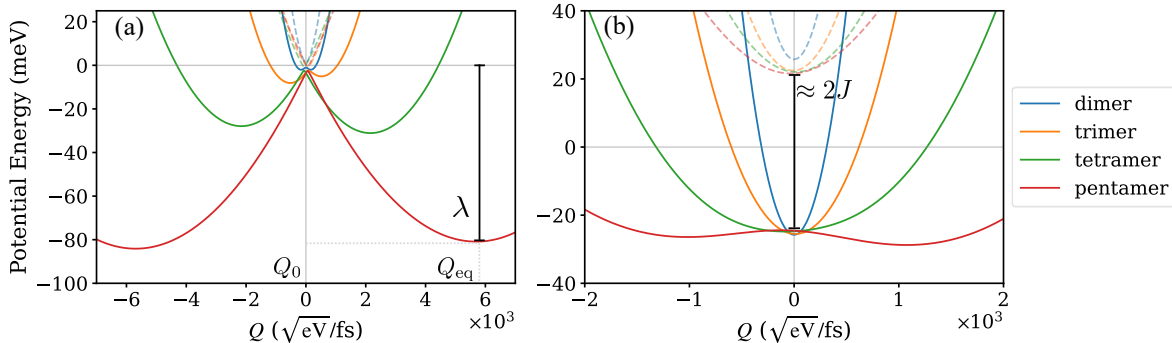 (a)
Potential Energy (meV)
20
0
−20
−40
−60
−80
−100
λ
Q₀
Q_eq
−6 −4 −2 0 2 4 6
×10³
Q (√eV/fs)
(b)
40
20
0
−20
−40
≈ 2J
−2 −1 0 1 2
×10³
Q (√eV/fs)
dimer
trimer
tetramer
pentamer